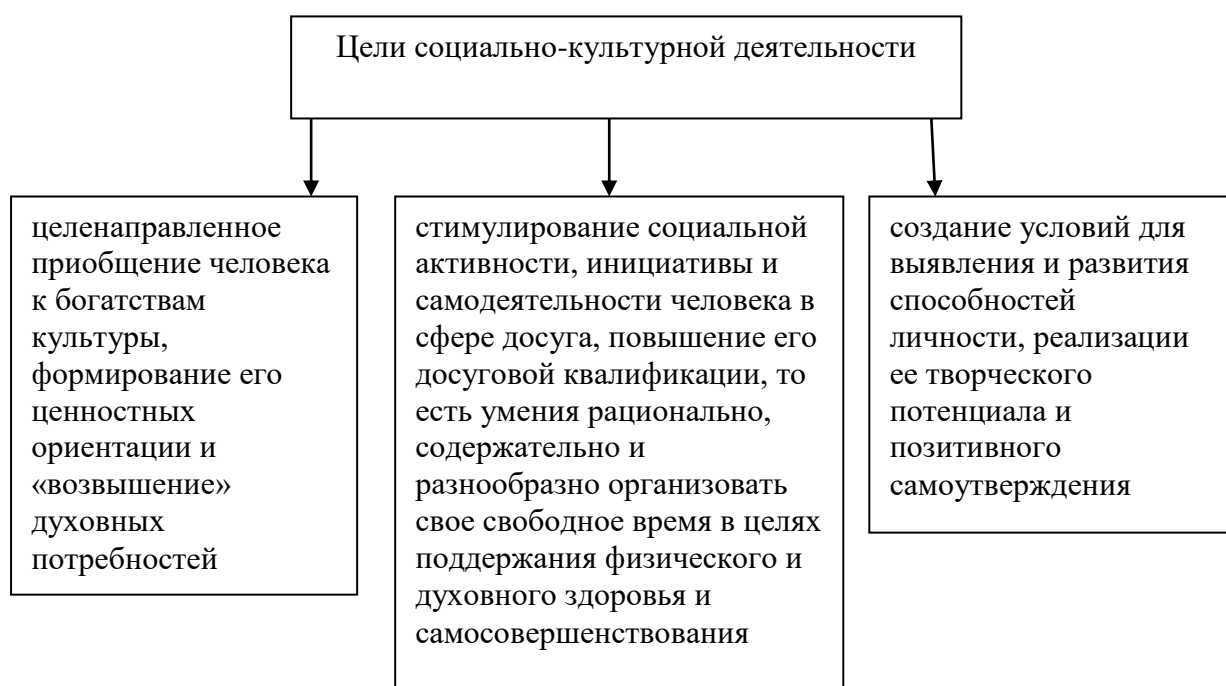 Цели социально-культурной деятельности
целенаправленное
приобщение человека
к богатствам
культуры,
формирование его
ценностных
ориентации и
«возвышение»
духовных
потребностей
стимулирование социальной
активности, инициативы и
самодеятельности человека в
сфере досуга, повышение его
досуговой квалификации, то
есть умения рационально,
содержательно и
разнообразно организовать
свое свободное время в целях
поддержания физического и
духовного здоровья и
самосовершенствования
создание условий для
выявления и развития
способностей
личности, реализации
ее творческого
потенциала и
позитивного
самоутверждения